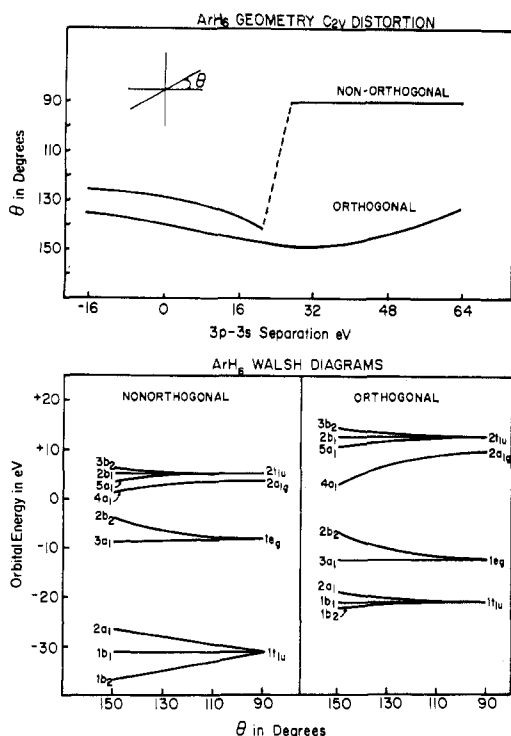 ArH₆ GEOMETRY C₂ᵥ DISTORTION
θ
90
NON-ORTHOGONAL
110
130
ORTHOGONAL
150
θ in Degrees
-16 0 16 32 48 64
3p-3s Separation eV
ArH₆ WALSH DIAGRAMS
NONORTHOGONAL
ORTHOGONAL
Orbital Energy in eV
+20
+10
0
-10
-20
-30
3b₂
2b₁
5a₁
4a₁
2t₁ᵤ
2a₁g
2b₂
3a₁
1eg
2a₁
1b₁
1b₂
1t₁ᵤ
3b₂
2b₁
5a₁
4a₁
2t₁ᵤ
2a₁g
2b₂
3a₁
1eg
2a₁
1b₁
1b₂
1t₁ᵤ
150 130 110 90 150 130 110 90
θ in Degrees